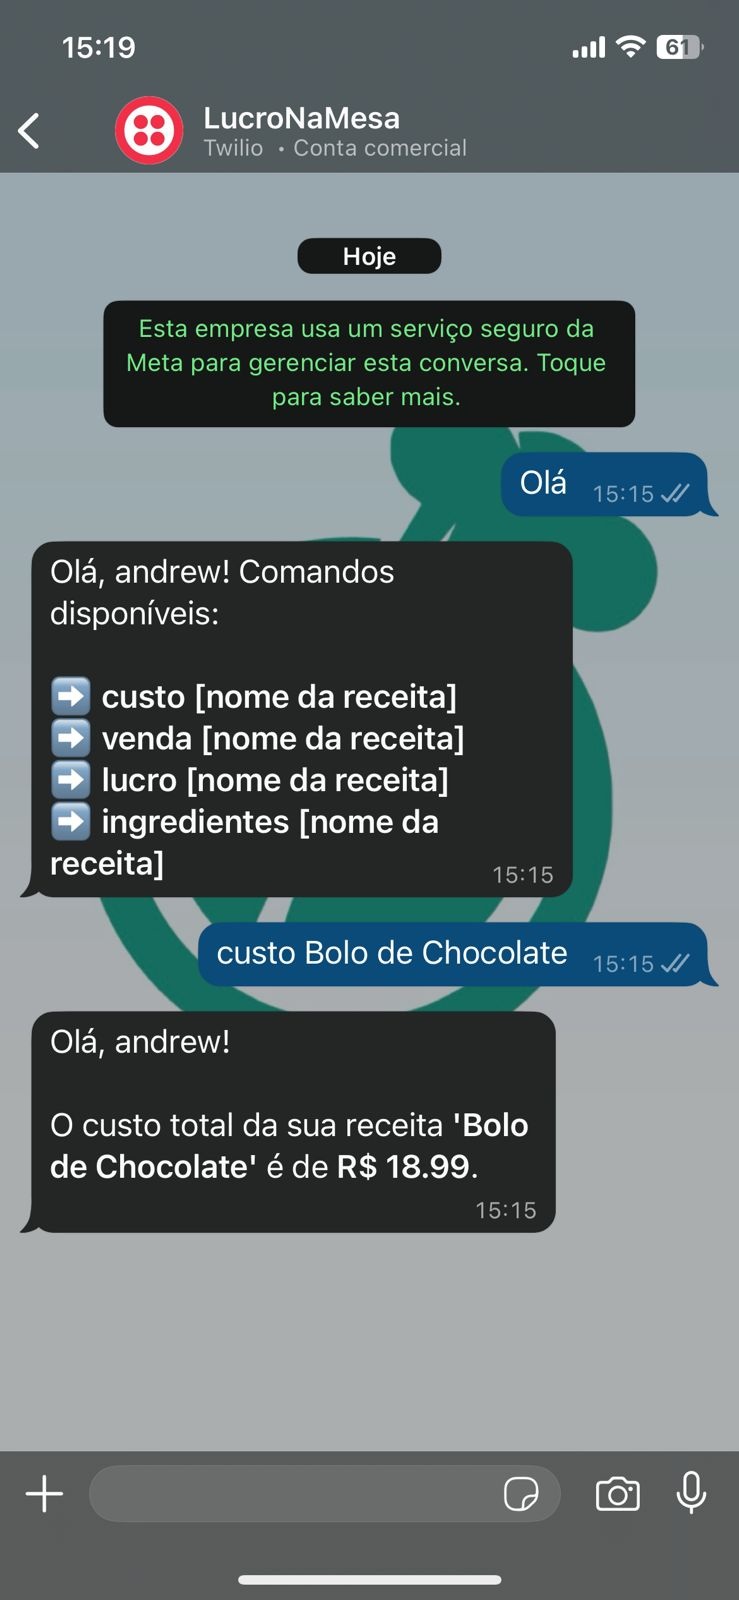 15:19
61
LucroNaMesa
Twilio • Conta comercial
Hoje
Esta empresa usa um serviço seguro da
Meta para gerenciar esta conversa. Toque
para saber mais.
Olá 15:15
Olá, andrew! Comandos
disponíveis:
➡️ custo [nome da receita]
➡️ venda [nome da receita]
➡️ lucro [nome da receita]
➡️ ingredientes [nome da
receita] 15:15
custo Bolo de Chocolate 15:15
Olá, andrew!
O custo total da sua receita 'Bolo
de Chocolate' é de R$ 18.99.
15:15